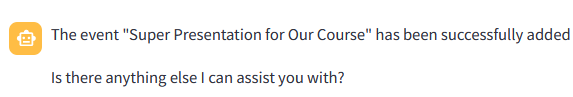 The event "Super Presentation for Our Course" has been successfully added
Is there anything else I can assist you with?